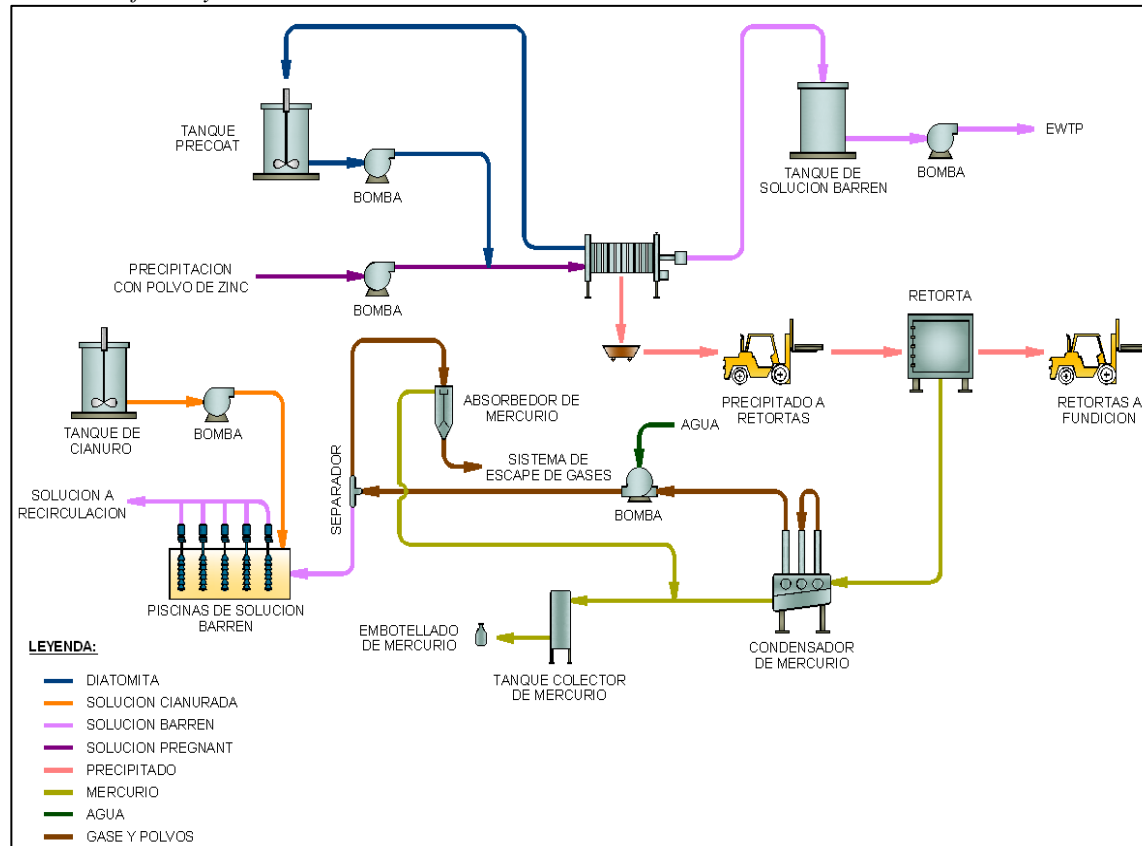 TANQUE
PRECOAT
BOMBA
TANQUE DE
SOLUCION BARREN
BOMBA
EWTP
PRECIPITACION
CON POLVO DE ZINC
BOMBA
RETORTA
TANQUE DE
CIANURO
BOMBA
ABSORBEDOR DE
MERCURIO
PRECIPITADO A
RETORTAS
RETORTAS A
FUNDICION
AGUA
SISTEMA DE
ESCAPE DE GASES
BOMBA
SEPARADOR
SOLUCION A
RECIRCULACION
PISCINAS DE SOLUCION
BARREN
EMBOTELLADO
DE MERCURIO
TANQUE COLECTOR
DE MERCURIO
CONDENSADOR
DE MERCURIO
LEYENDA:
DIATOMITA
SOLUCION CIANURADA
SOLUCION BARREN
SOLUCION PREGNANT
PRECIPITADO
MERCURIO
AGUA
GASE Y POLVOS